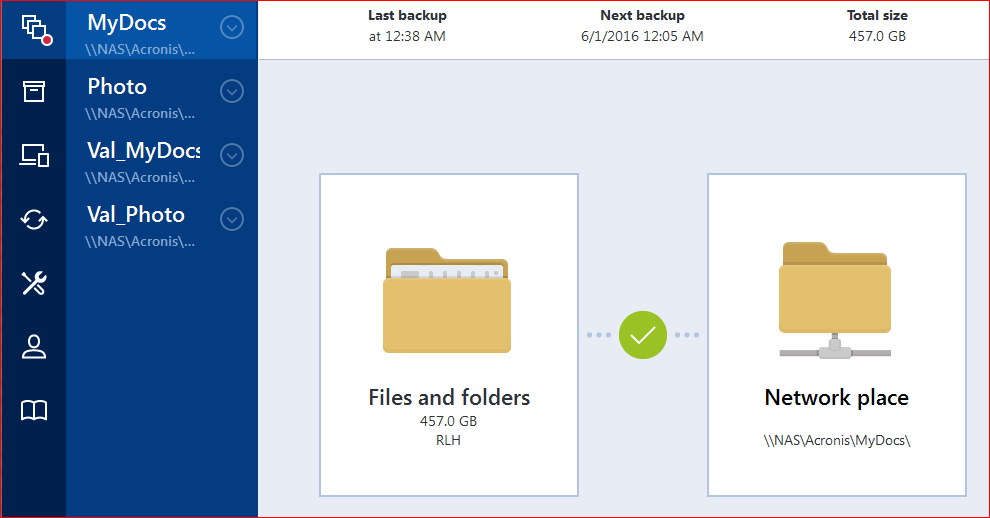 MyDocs
\\NAS\Acronis\...
Photo
\\NAS\Acronis\...
Val_MyDocs
\\NAS\Acronis\...
Val_Photo
\\NAS\Acronis\...
Last backup
at 12:38 AM
Next backup
6/1/2016 12:05 AM
Total size
457.0 GB
Files and folders
457.0 GB
RLH
Network place
\\NAS\Acronis\MyDocs\